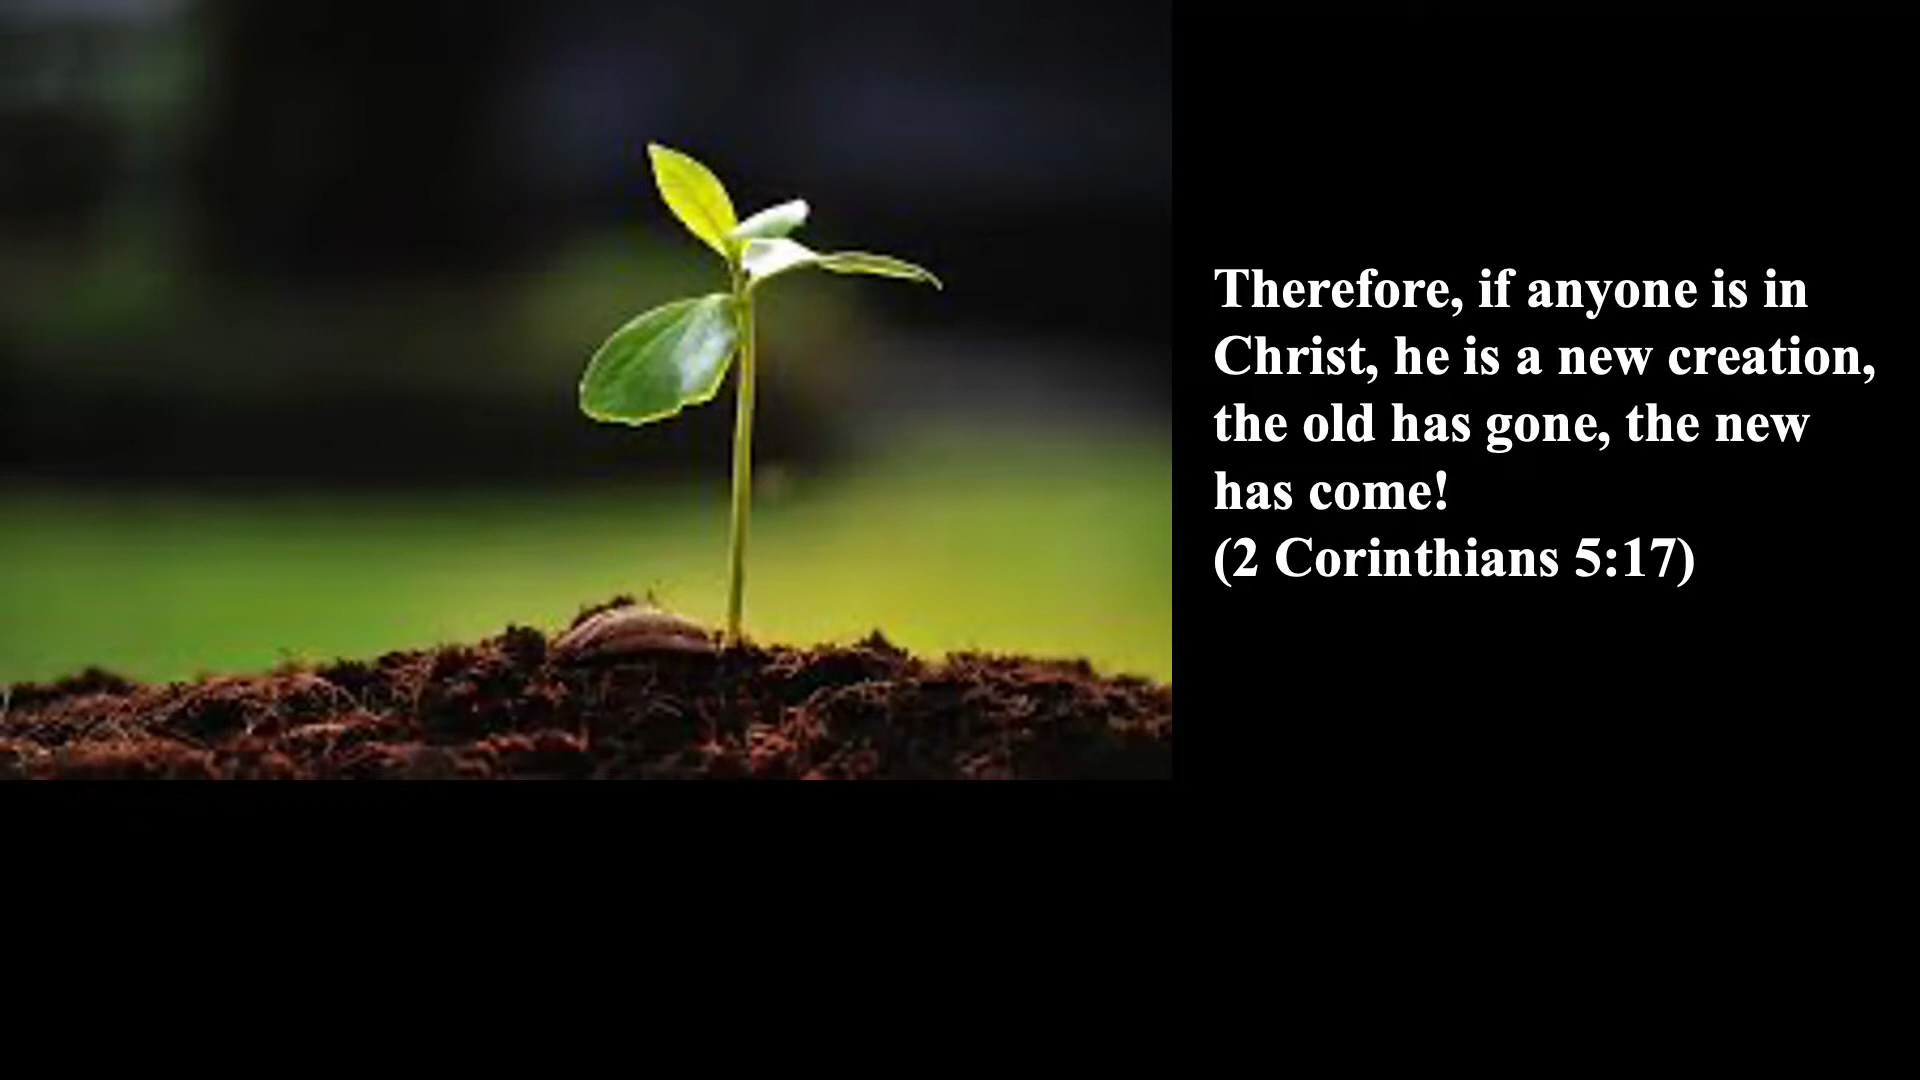 Therefore, if anyone is in
Christ, he is a new creation,
the old has gone, the new
has come!
(2 Corinthians 5:17)